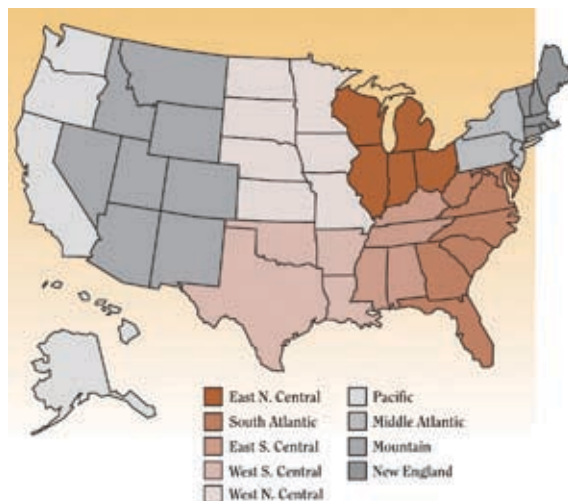 East N. Central
South Atlantic
East S. Central
West S. Central
West N. Central
Pacific
Middle Atlantic
Mountain
New England